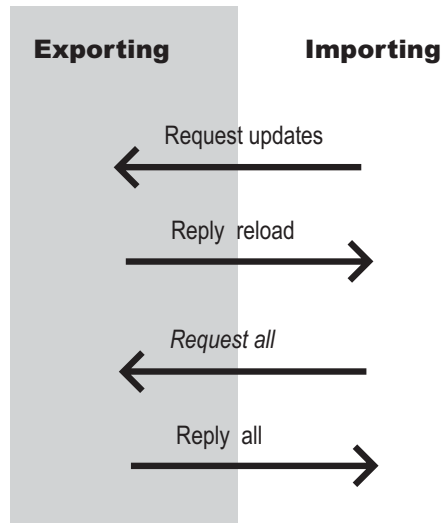 Exporting Importing
Request updates
Reply reload
Request all
Reply all